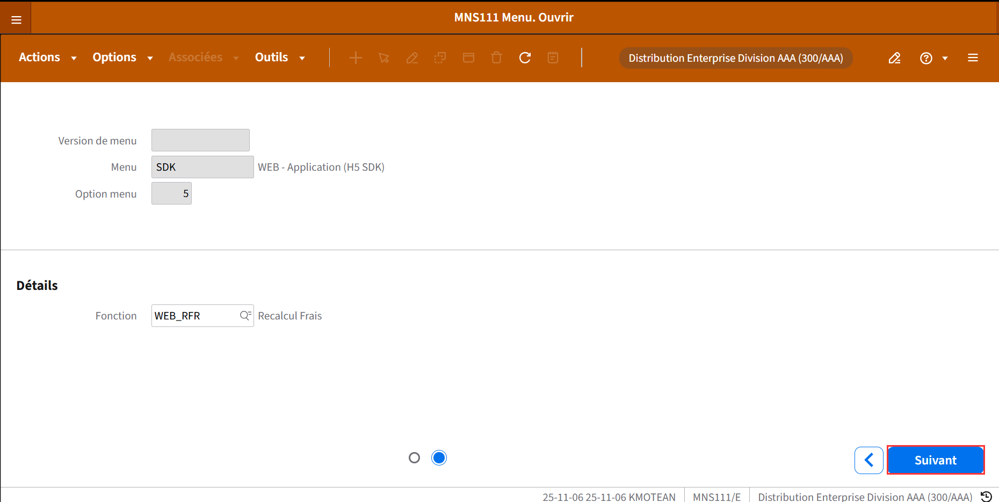 MNS111 Menu. Ouvrir
Actions Options Associées Outils Distribution Enterprise Division AAA (300/AAA)
Version de menu
Menu SDK WEB - Application (H5 SDK)
Option menu 5
Détails
Fonction WEB_RFR Recalcul Frais
Suivant
25-11-06 25-11-06 KMOTEAN MNS111/E Distribution Enterprise Division AAA (300/AAA)